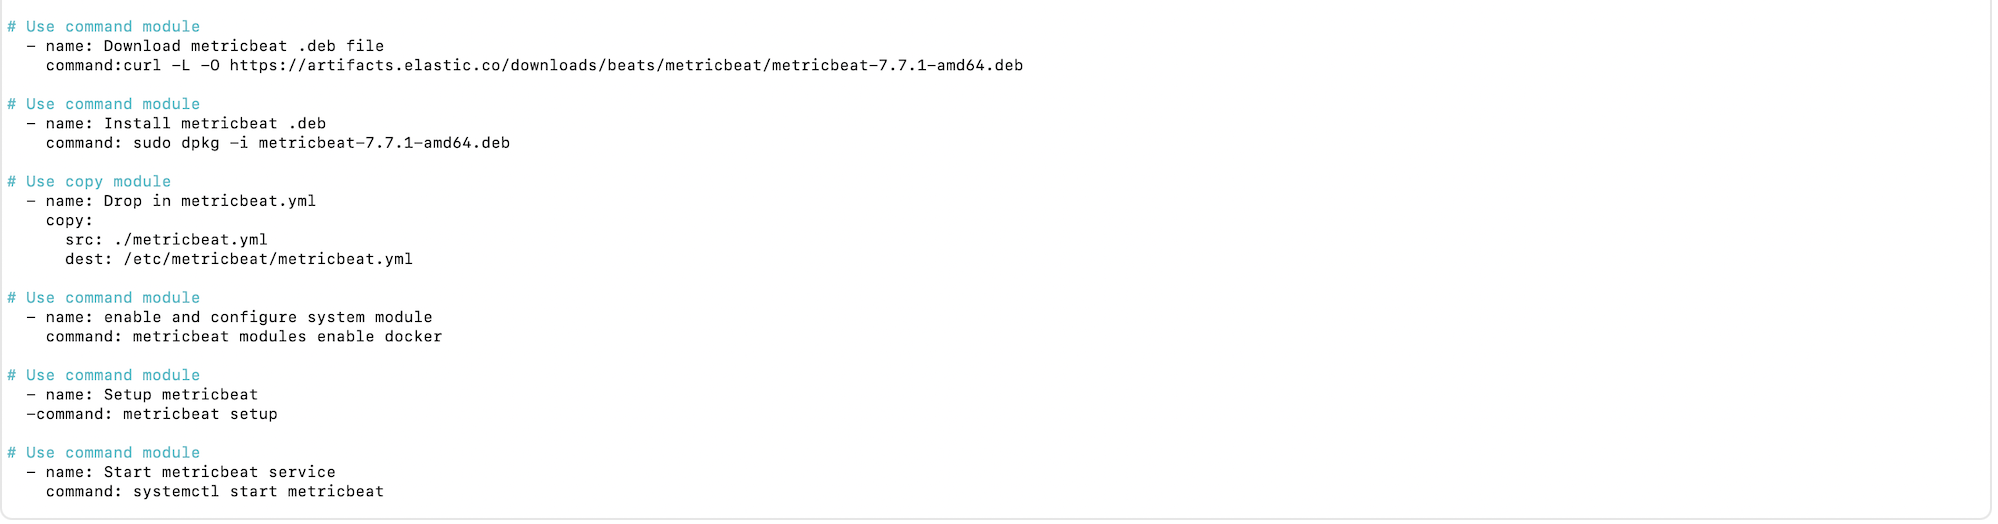 # Use command module
  - name: Download metricbeat .deb file
    command:curl -L -O https://artifacts.elastic.co/downloads/beats/metricbeat/metricbeat-7.7.1-amd64.deb

# Use command module
  - name: Install metricbeat .deb
    command: sudo dpkg -i metricbeat-7.7.1-amd64.deb

# Use copy module
  - name: Drop in metricbeat.yml
    copy:
      src: ./metricbeat.yml
      dest: /etc/metricbeat/metricbeat.yml

# Use command module
  - name: enable and configure system module
    command: metricbeat modules enable docker

# Use command module
  - name: Setup metricbeat
  -command: metricbeat setup

# Use command module
  - name: Start metricbeat service
    command: systemctl start metricbeat